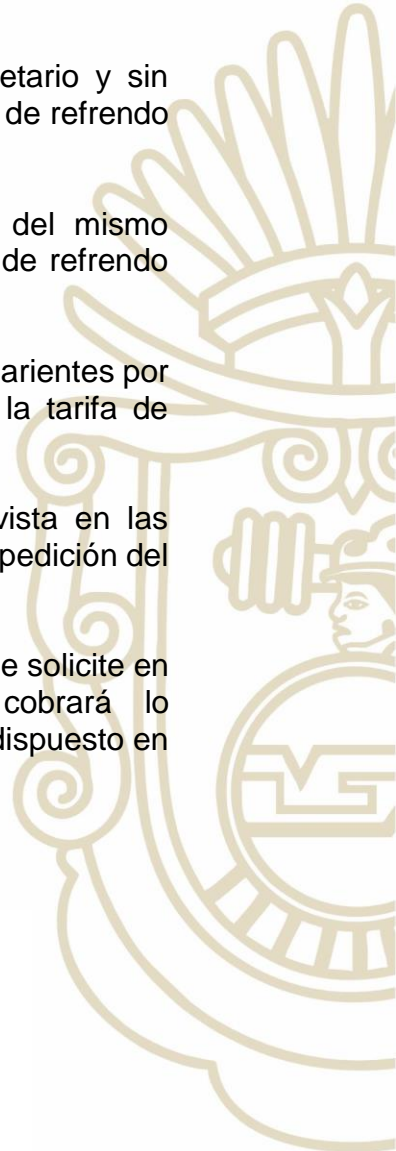 etario y sin
de refrendo
del mismo
de refrendo
arientes por
la tarifa de
vista en las
pedición del
e solicite en
cobrará lo
dispuesto en